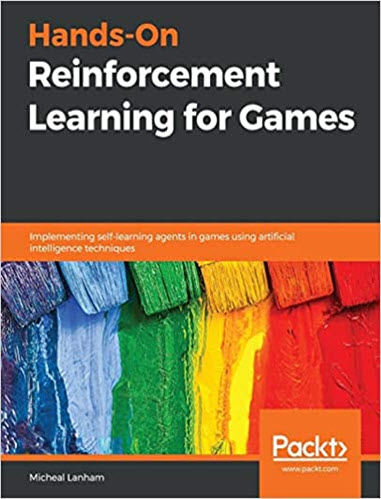 Hands-On
Reinforcement
Learning for Games
Implementing self-learning agents in games using artificial
intelligence techniques
Micheal Lanham
Packt>
www.packt.com